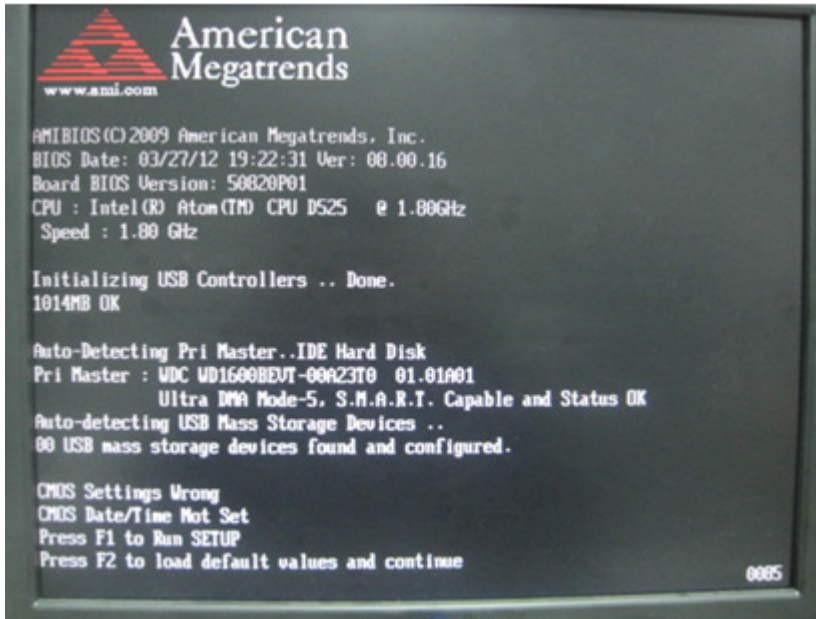 American
Megatrends
www.ami.com
AMIBIOS(C)2009 American Megatrends, Inc.
BIOS Date: 03/27/12 19:22:31 Ver: 08.00.16
Board BIOS Version: 50820P01
CPU : Intel(R) Atom(TM) CPU D525 @ 1.80GHz
Speed : 1.80 GHz
Initializing USB Controllers .. Done.
1014MB OK
Auto-Detecting Pri Master..IDE Hard Disk
Pri Master : WDC WD1600BEVT-00A23T0 01.01A01
Ultra DMA Mode-5, S.M.A.R.T. Capable and Status OK
Auto-detecting USB Mass Storage Devices ..
00 USB mass storage devices found and configured.
CMOS Settings Wrong
CMOS Date/Time Not Set
Press F1 to Run SETUP
Press F2 to load default values and continue
0085